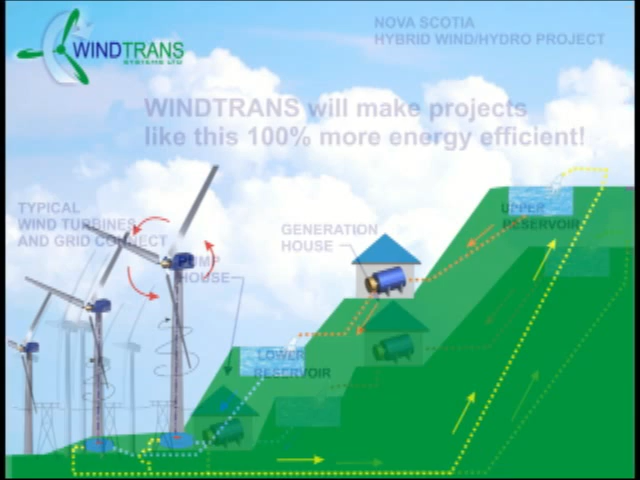 WINDTRANS
SYSTEMS LTD
NOVA SCOTIA
HYBRID WIND/HYDRO PROJECT
WINDTRANS will make projects
like this 100% more energy efficient!
TYPICAL
WIND TURBINES
AND GRID CONNECT
PUMP
HOUSE
GENERATION
HOUSE
UPPER
RESERVOIR
LOWER
RESERVOIR